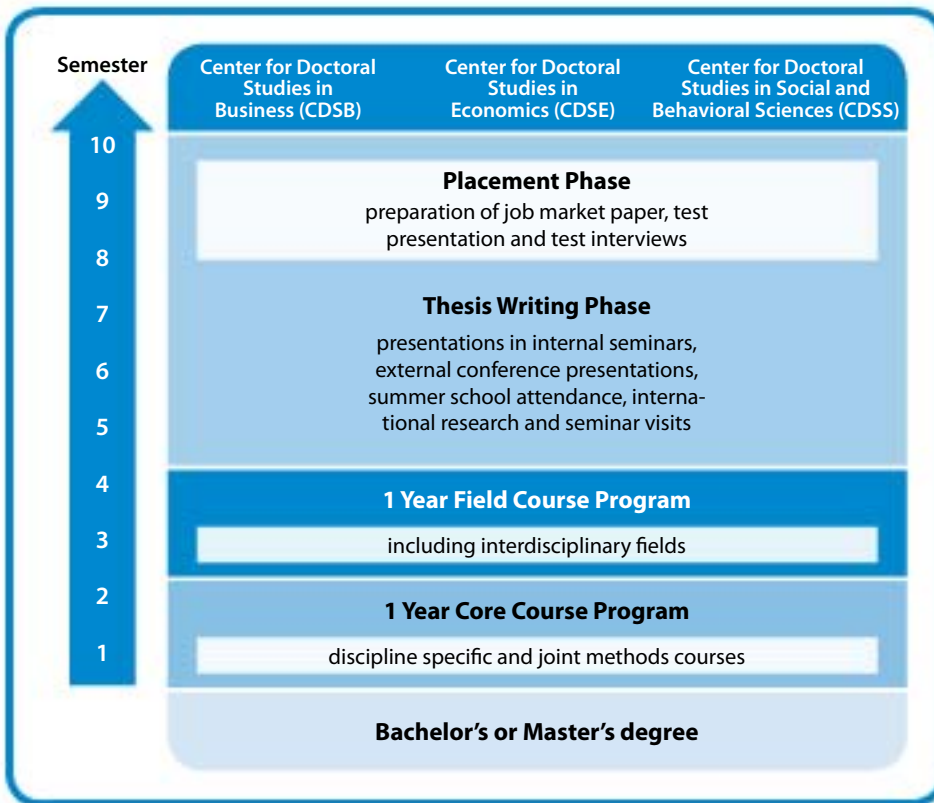 Semester
Center for Doctoral
Studies in
Business (CDSB)
Center for Doctoral
Studies in
Economics (CDSE)
Center for Doctoral
Studies in Social and
Behavioral Sciences (CDSS)
10
9
8
7
6
5
4
3
2
1
Placement Phase
preparation of job market paper, test
presentation and test interviews
Thesis Writing Phase
presentations in internal seminars,
external conference presentations,
summer school attendance, interna-
tional research and seminar visits
1 Year Field Course Program
including interdisciplinary fields
1 Year Core Course Program
discipline specific and joint methods courses
Bachelor's or Master's degree